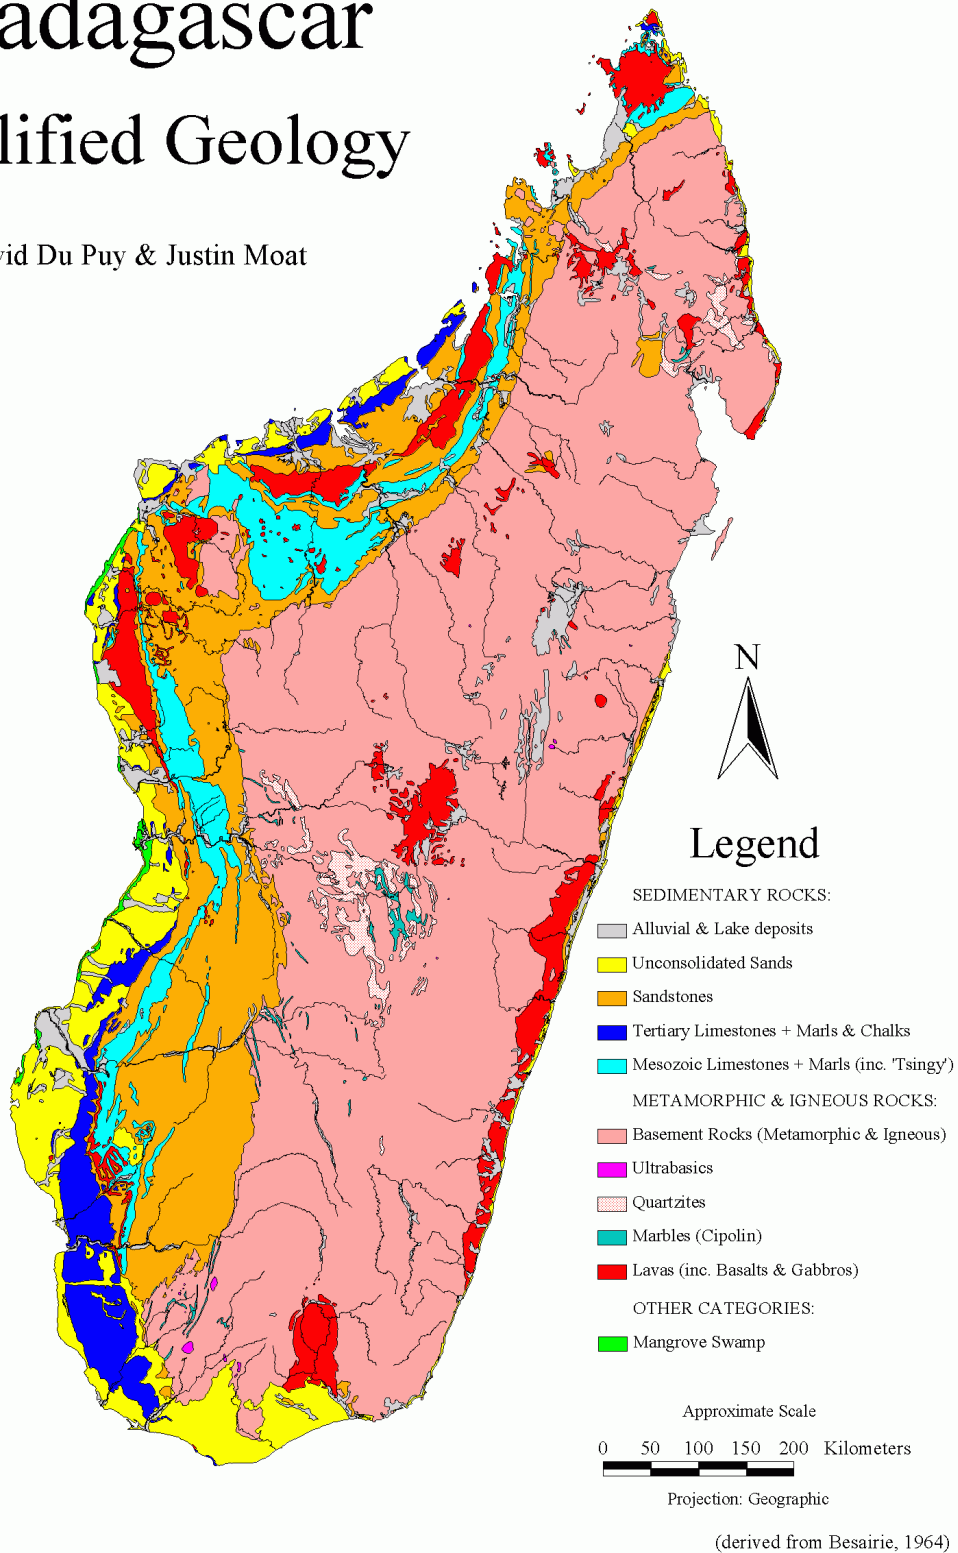 adagascar
lified Geology
vid Du Puy & Justin Moat
N
Legend
SEDIMENTARY ROCKS:
Alluvial & Lake deposits
Unconsolidated Sands
Sandstones
Tertiary Limestones + Marls & Chalks
Mesozoic Limestones + Marls (inc. 'Tsingy')
METAMORPHIC & IGNEOUS ROCKS:
Basement Rocks (Metamorphic & Igneous)
Ultrabasics
Quartzites
Marbles (Cipolin)
Lavas (inc. Basalts & Gabbros)
OTHER CATEGORIES:
Mangrove Swamp
Approximate Scale
0 50 100 150 200 Kilometers
Projection: Geographic
(derived from Besairie, 1964)